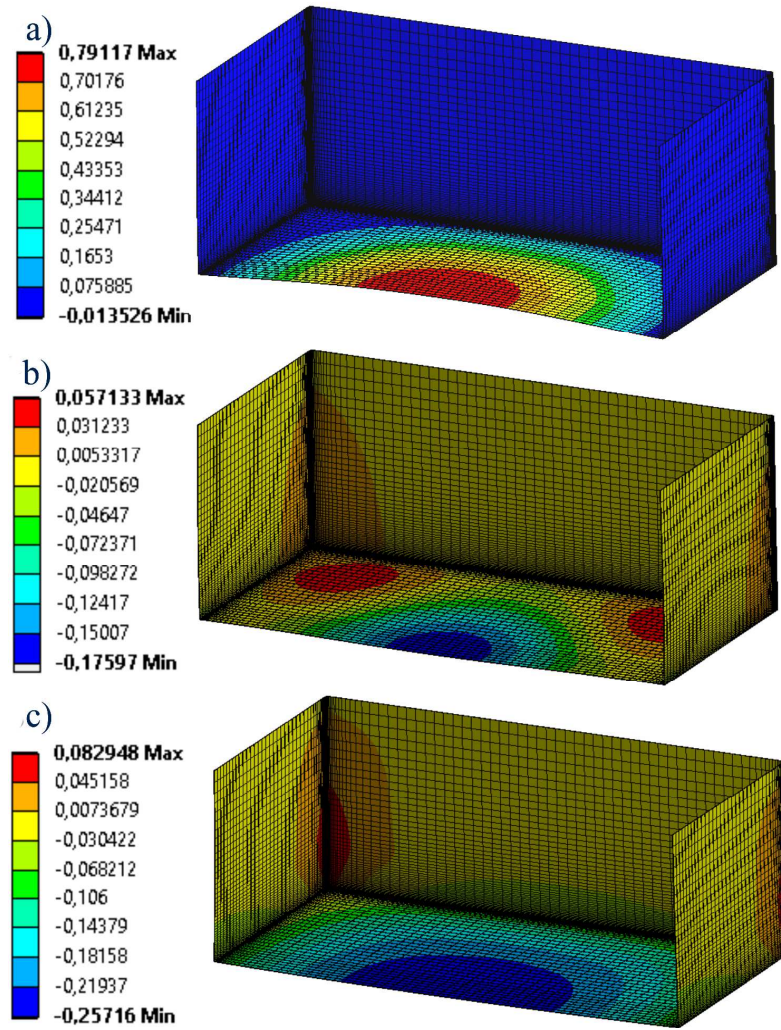 a)
0,79117 Max
0,70176
0,61235
0,52294
0,43353
0,34412
0,25471
0,1653
0,075885
-0,013526 Min
b)
0,057133 Max
0,031233
0,0053317
-0,020569
-0,04647
-0,072371
-0,098272
-0,12417
-0,15007
-0,17597 Min
c)
0,082948 Max
0,045158
0,0073679
-0,030422
-0,068212
-0,106
-0,14379
-0,18158
-0,21937
-0,25716 Min